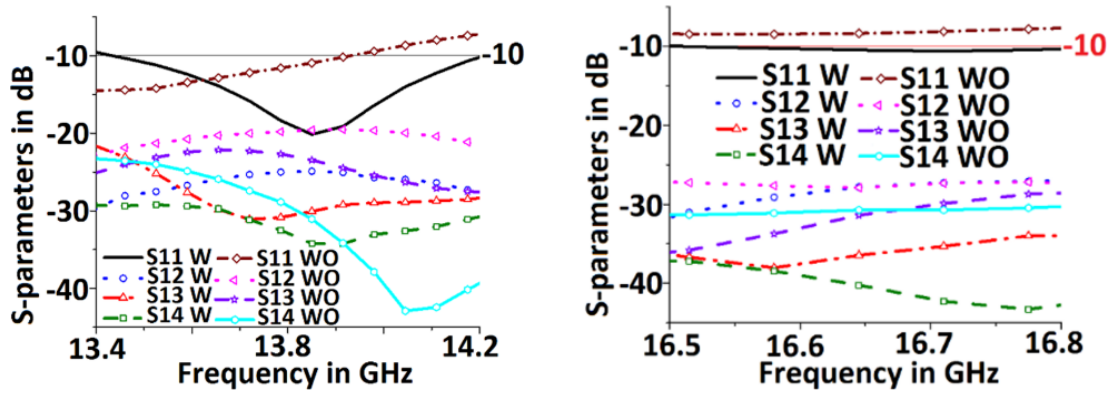 S-parameters in dB
-10
-20
-30
-40
-10
S11 W
S12 W
S13 W
S14 W
S11 WO
S12 WO
S13 WO
S14 WO
13.4
13.8
14.2
Frequency in GHz
S-parameters in dB
-10
-20
-30
-40
-10
S11 W
S12 W
S13 W
S14 W
S11 WO
S12 WO
S13 WO
S14 WO
16.5
16.6
16.7
16.8
Frequency in GHz